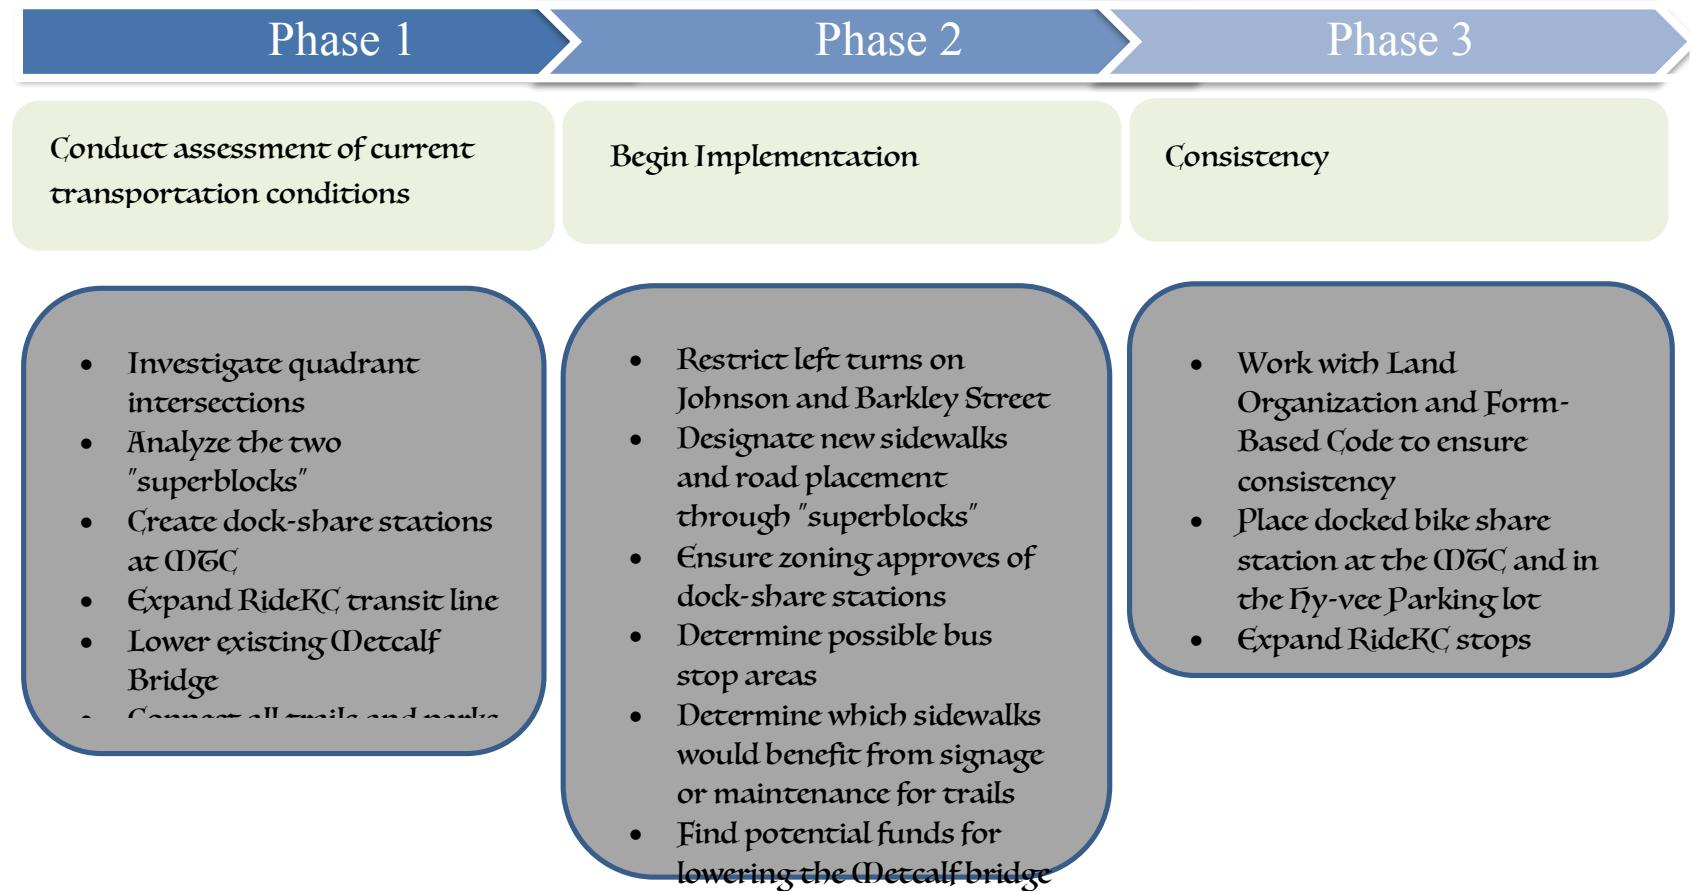 Phase 1
Phase 2
Phase 3
Conduct assessment of current
transportation conditions
Begin Implementation
Consistency
• Investigate quadrant
intersections
• Analyze the two
"superblocks"
• Create dock-share stations
at MTC
• Expand RideKC transit line
• Lower existing Metcalf
Bridge
• Connect all trails and parks
• Restrict left turns on
Johnson and Barkley Street
• Designate new sidewalks
and road placement
through "superblocks"
• Ensure zoning approves of
dock-share stations
• Determine possible bus
stop areas
• Determine which sidewalks
would benefit from signage
or maintenance for trails
• Find potential funds for
lowering the Metcalf bridge
• Work with Land
Organization and Form-
Based Code to ensure
consistency
• Place docked bike share
station at the MTC and in
the Hy-vee Parking lot
• Expand RideKC stops